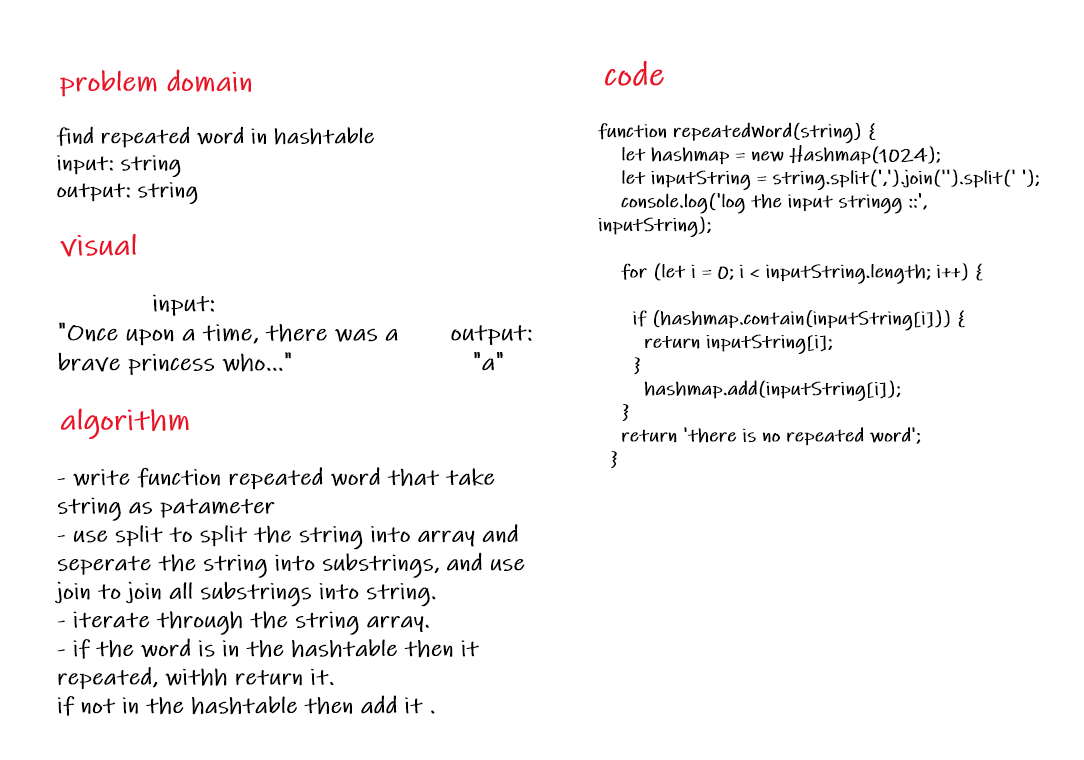 problem domain
find repeated word in hashtable
input: string
output: string
visual
input:
"Once upon a time, there was a
brave princess who..."
output:
"a"
algorithm
- write function repeated word that take
string as patameter
- use split to split the string into array and
seperate the string into substrings, and use
join to join all substrings into string.
- iterate through the string array.
- if the word is in the hashtable then it
repeated, withh return it.
if not in the hashtable then add it .
code
function repeatedWord(string) {
let hashmap = new Hashmap(1024);
let inputString = string.split(',').join('').split(' ');
console.log('log the input stringg ::',
inputString);
for (let i = 0; i < inputString.length; i++) {
if (hashmap.contain(inputString[i])) {
return inputString[i];
}
hashmap.add(inputString[i]);
}
return 'there is no repeated word';
}